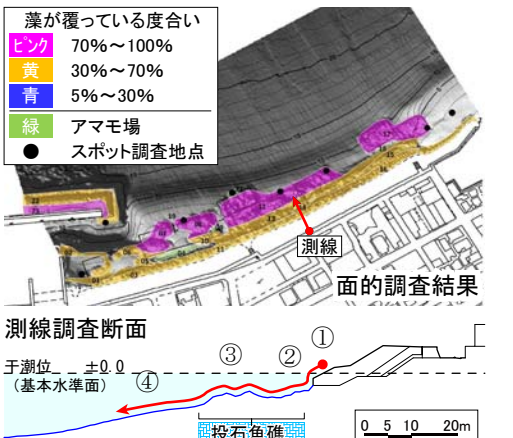 藻が覆っている度合い
ピンク 70%～100%
黄 30%～70%
青 5%～30%
緑 アマモ場
● スポット調査地点
測線
面的調査結果
測線調査断面
干潮位 ±0.0
(基本水準面)
①
②
③
④
投石魚礁
0 5 10 20m